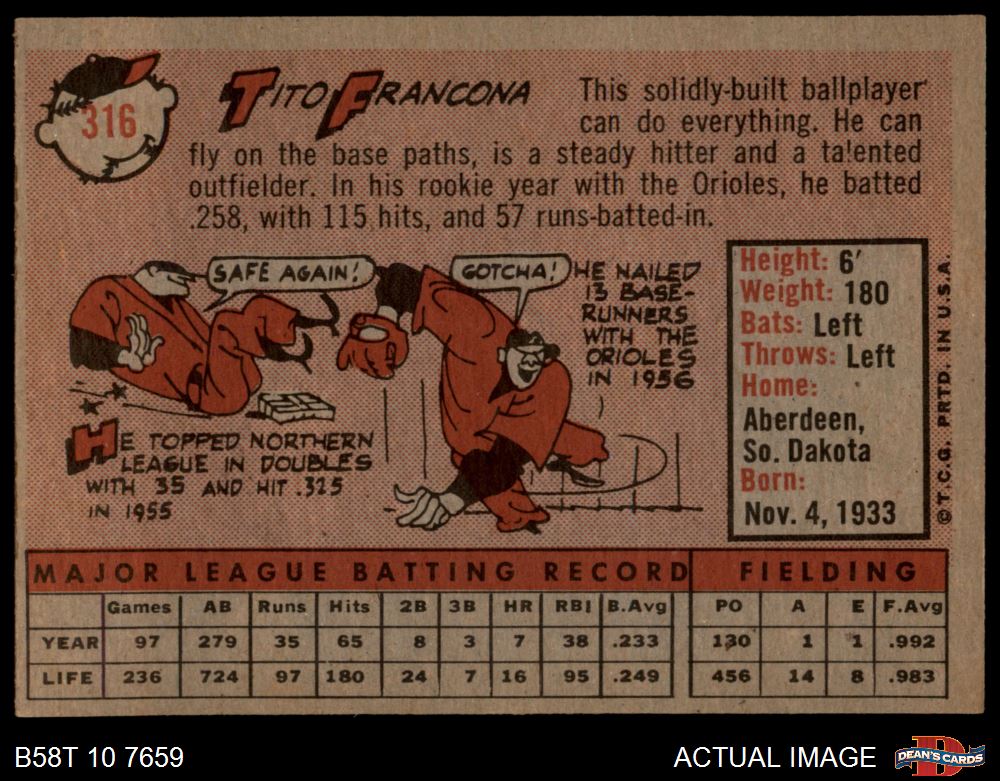 316
TITO FRANCONA
This solidly-built ballplayer
can do everything. He can
fly on the base paths, is a steady hitter and a talented
outfielder. In his rookie year with the Orioles, he batted
.258, with 115 hits, and 57 runs-batted-in.
SAFE AGAIN!
HE TOPPED NORTHERN
LEAGUE IN DOUBLES
WITH 35 AND HIT .315
IN 1955
GOTCHA!
HE NAILED
13 BASE-
RUNNERS
WITH THE
ORIOLES
IN 1956
Height: 6'
Weight: 180
Bats: Left
Throws: Left
Home:
Aberdeen,
So. Dakota
Born:
Nov. 4, 1933
© T.C.G. PRTD. IN U.S.A.
MAJOR LEAGUE BATTING RECORD FIELDING
Games AB Runs Hits 2B 3B HR RBI B.Avg PO A E F.Avg
YEAR 97 279 35 65 8 3 7 38 .233 130 1 1 .992
LIFE 236 724 97 180 24 7 16 95 .249 456 14 8 .983
B58T 10 7659 ACTUAL IMAGE
D
DEAN'S CARDS